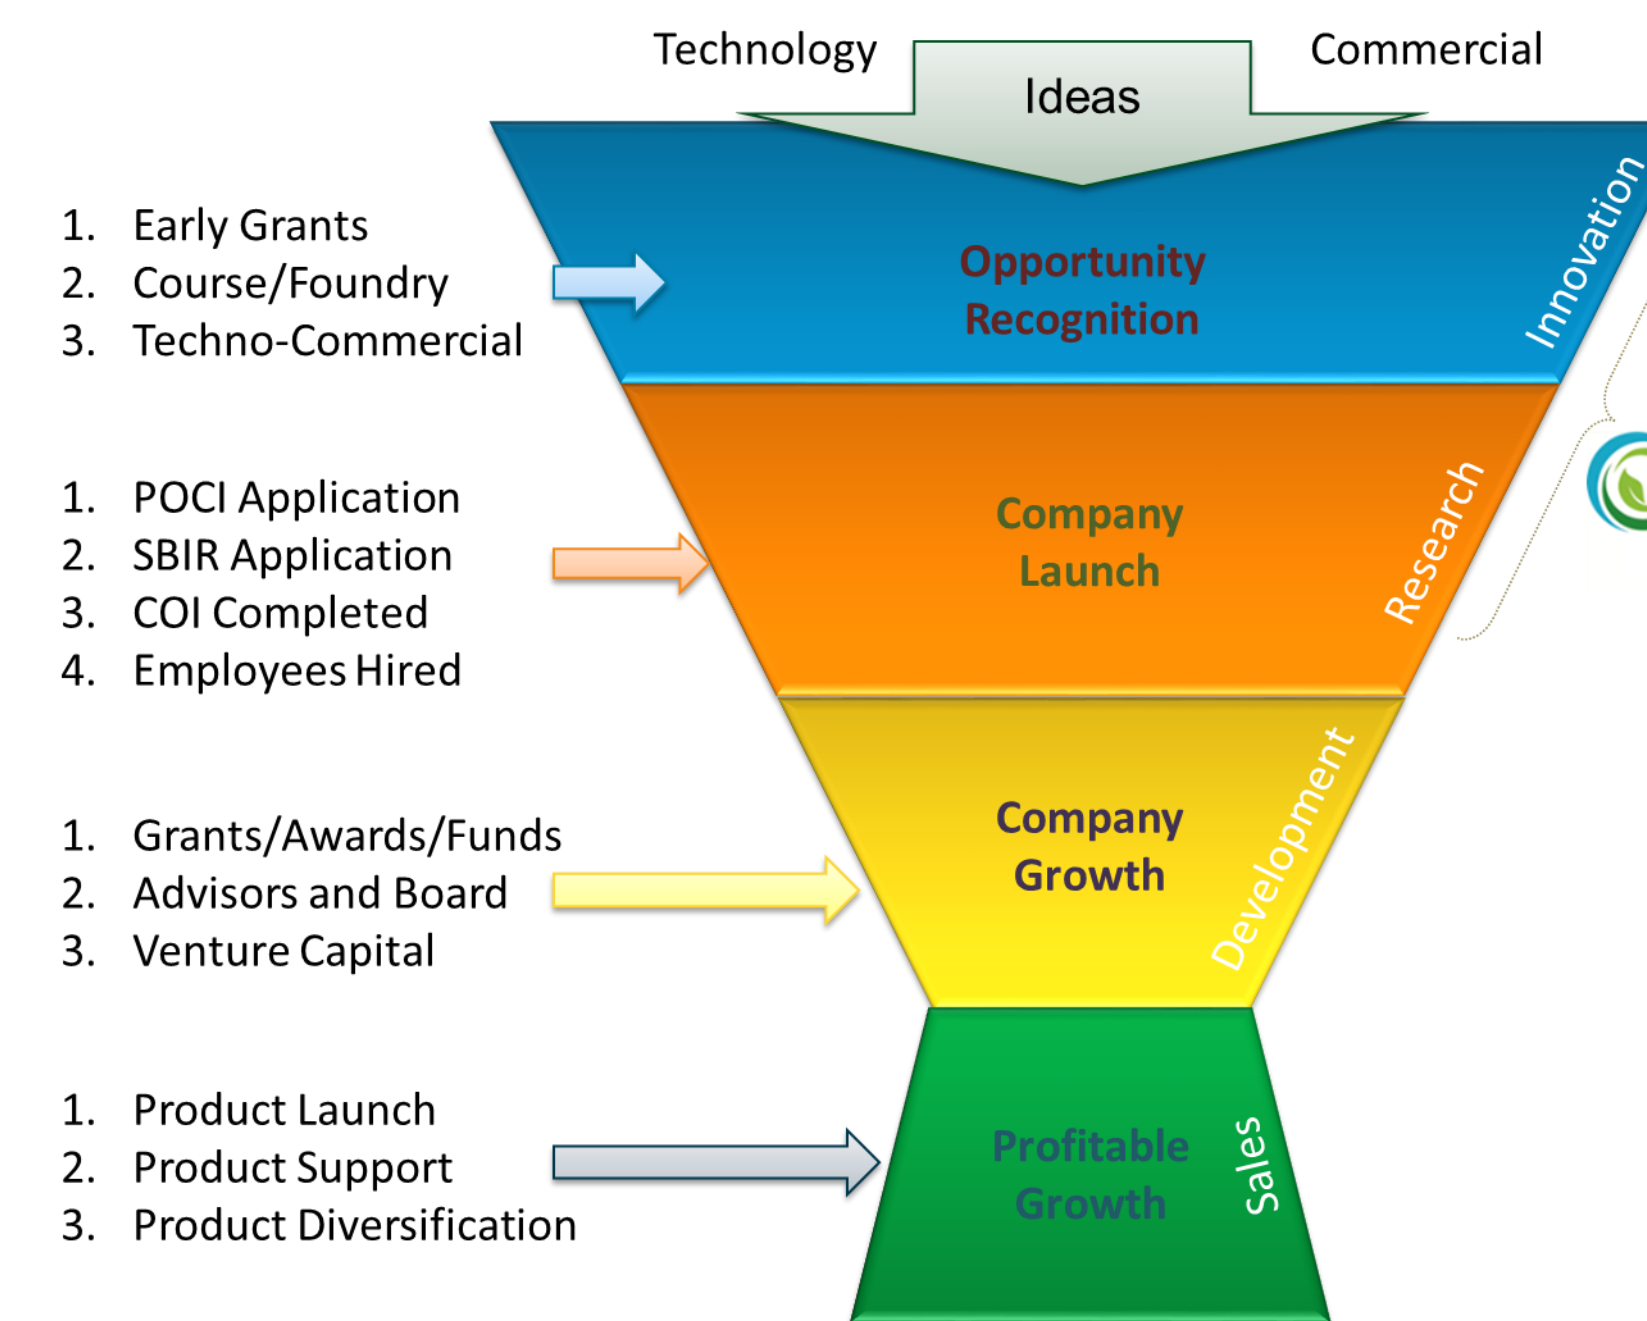 Technology
Commercial
Ideas
1. Early Grants
2. Course/Foundry
3. Techno-Commercial
Opportunity
Recognition
Innovation
1. POCI Application
2. SBIR Application
3. COI Completed
4. Employees Hired
Company
Launch
Research
1. Grants/Awards/Funds
2. Advisors and Board
3. Venture Capital
Company
Growth
Development
1. Product Launch
2. Product Support
3. Product Diversification
Profitable
Growth
Sales